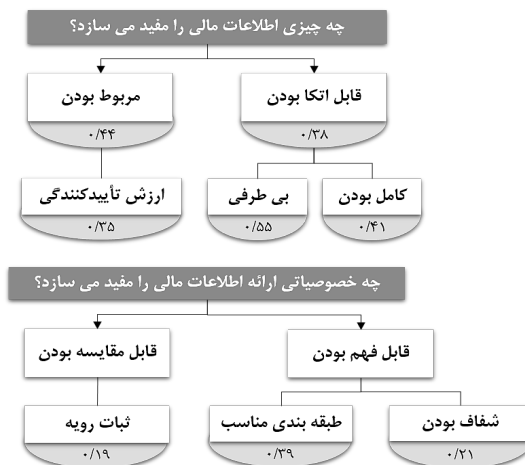 چه چیزی اطلاعات مالی را مفید می سازد؟
قابل اتکا بودن
۰/۳۸
مربوط بودن
۰/۴۴
کامل بودن
۰/۴۱
بی طرفی
۰/۵۵
ارزش تأییدکنندگی
۰/۳۵
چه خصوصیاتی ارائه اطلاعات مالی را مفید می سازد؟
قابل فهم بودن
قابل مقایسه بودن
شفاف بودن
۰/۲۱
طبقه بندی مناسب
۰/۳۹
ثبات رویه
۰/۱۹